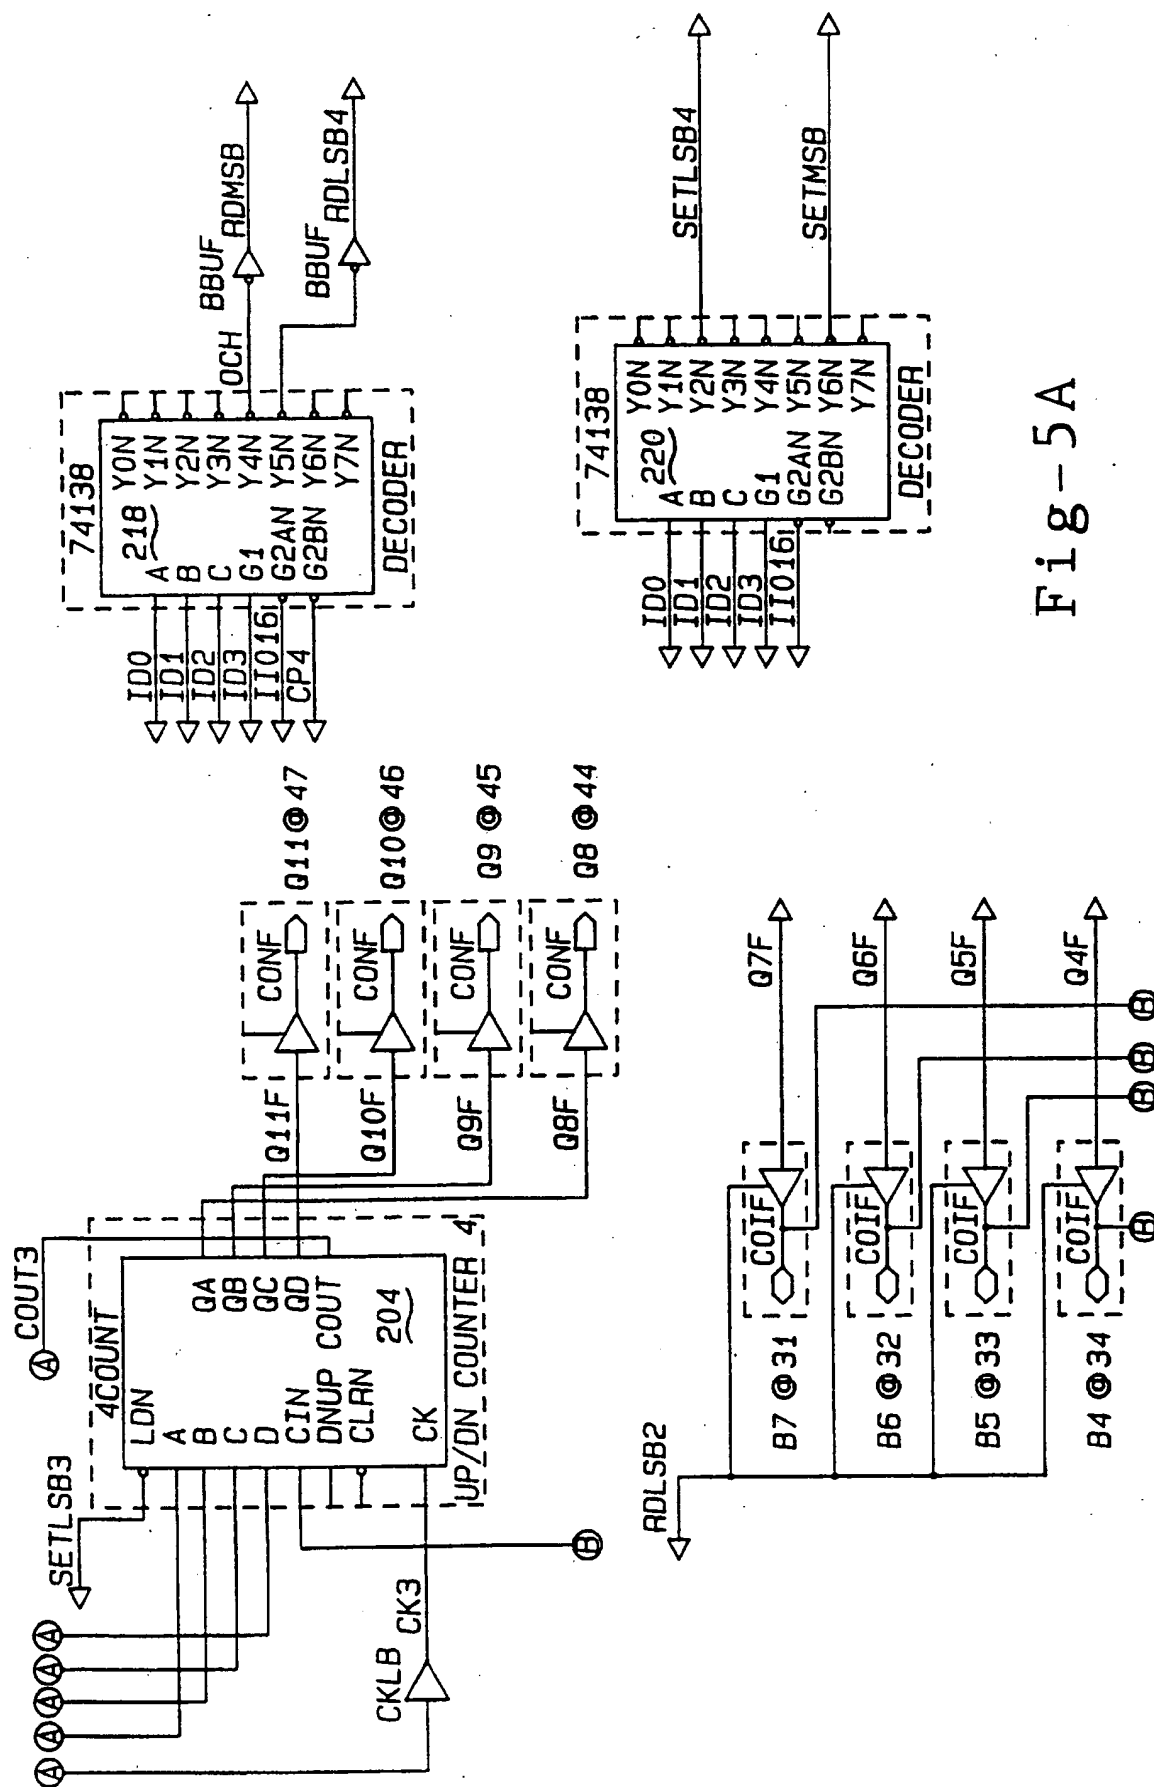 COUT3
A
SETLSB3
A
A
A
A
A
4COUNT
LDN
A
B
C
D
CIN
DNUP
CLRN
CK
QA
QB
QC
QD
COUT
204
UP/DN COUNTER
4
CKLB
CK3
B
Q11F
CONF
Q11@47
Q10F
CONF
Q10@46
Q9F
CONF
Q9@45
Q8F
CONF
Q8@44
74138
218
A
B
C
G1
G2AN
G2BN
Y0N
Y1N
Y2N
Y3N
Y4N
Y5N
Y6N
Y7N
DECODER
ID0
ID1
ID2
ID3
IIO16
CP4
OCH
BBUF
RDMSB
BBUF
RDLSB4
RDLSB2
B7@31
COIF
Q7F
B6@32
COIF
Q6F
B5@33
COIF
Q5F
B4@34
COIF
Q4F
B
B
B
B
74138
220
A
B
C
G1
G2AN
G2BN
Y0N
Y1N
Y2N
Y3N
Y4N
Y5N
Y6N
Y7N
DECODER
ID0
ID1
ID2
ID3
IIO16
SETLSB4
SETMSB
Fig-5A